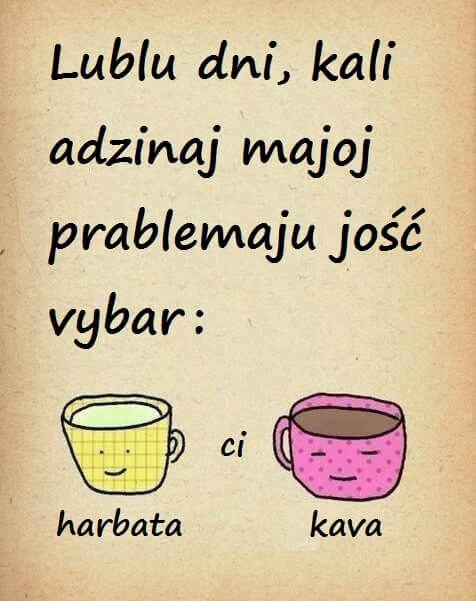 Lublu dni, kali
adzinaj majoj
prablemaju jość
vybar:
ci
harbata
kava